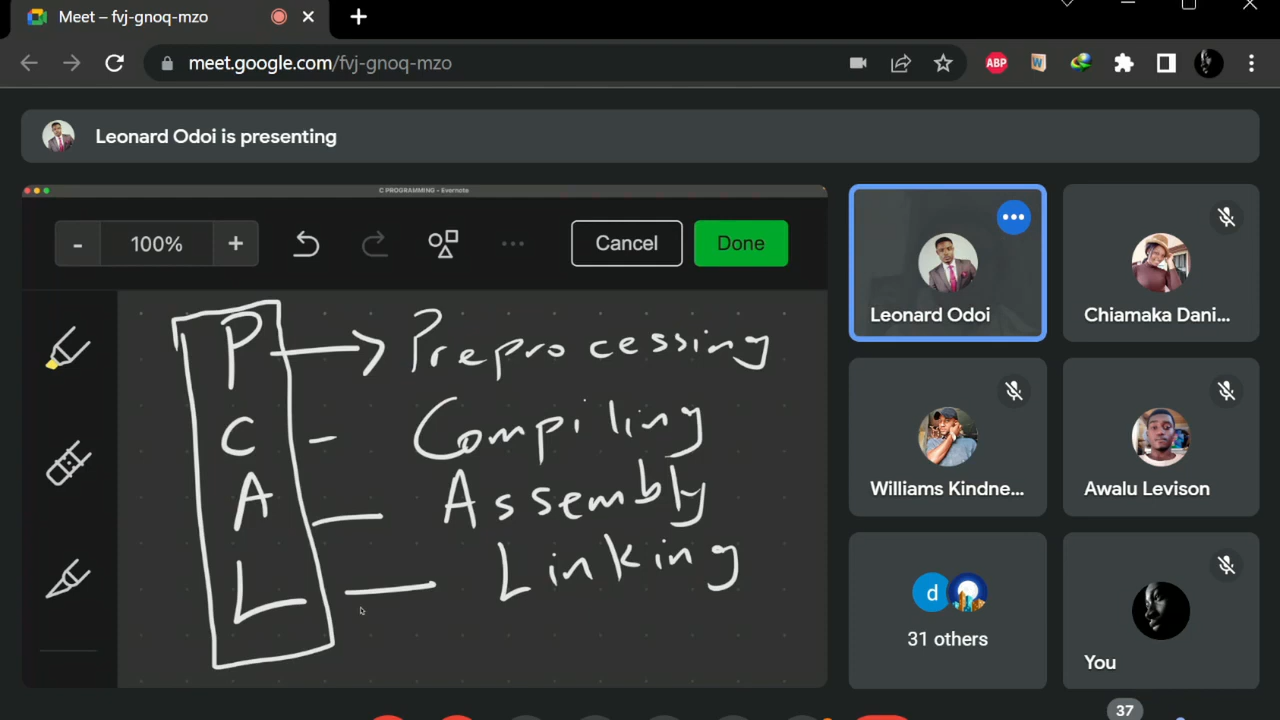 Meet – fvj-gnoq-mzo
meet.google.com/fvj-gnoq-mzo
ABP
Leonard Odoi is presenting
C PROGRAMMING - Evernote
- 100% +
Cancel
Done
P → Preprocessing
C - Compiling
A — Assembly
L — Linking
Leonard Odoi
Chiamaka Dani...
Williams Kindne...
Awalu Levison
d
31 others
You
37